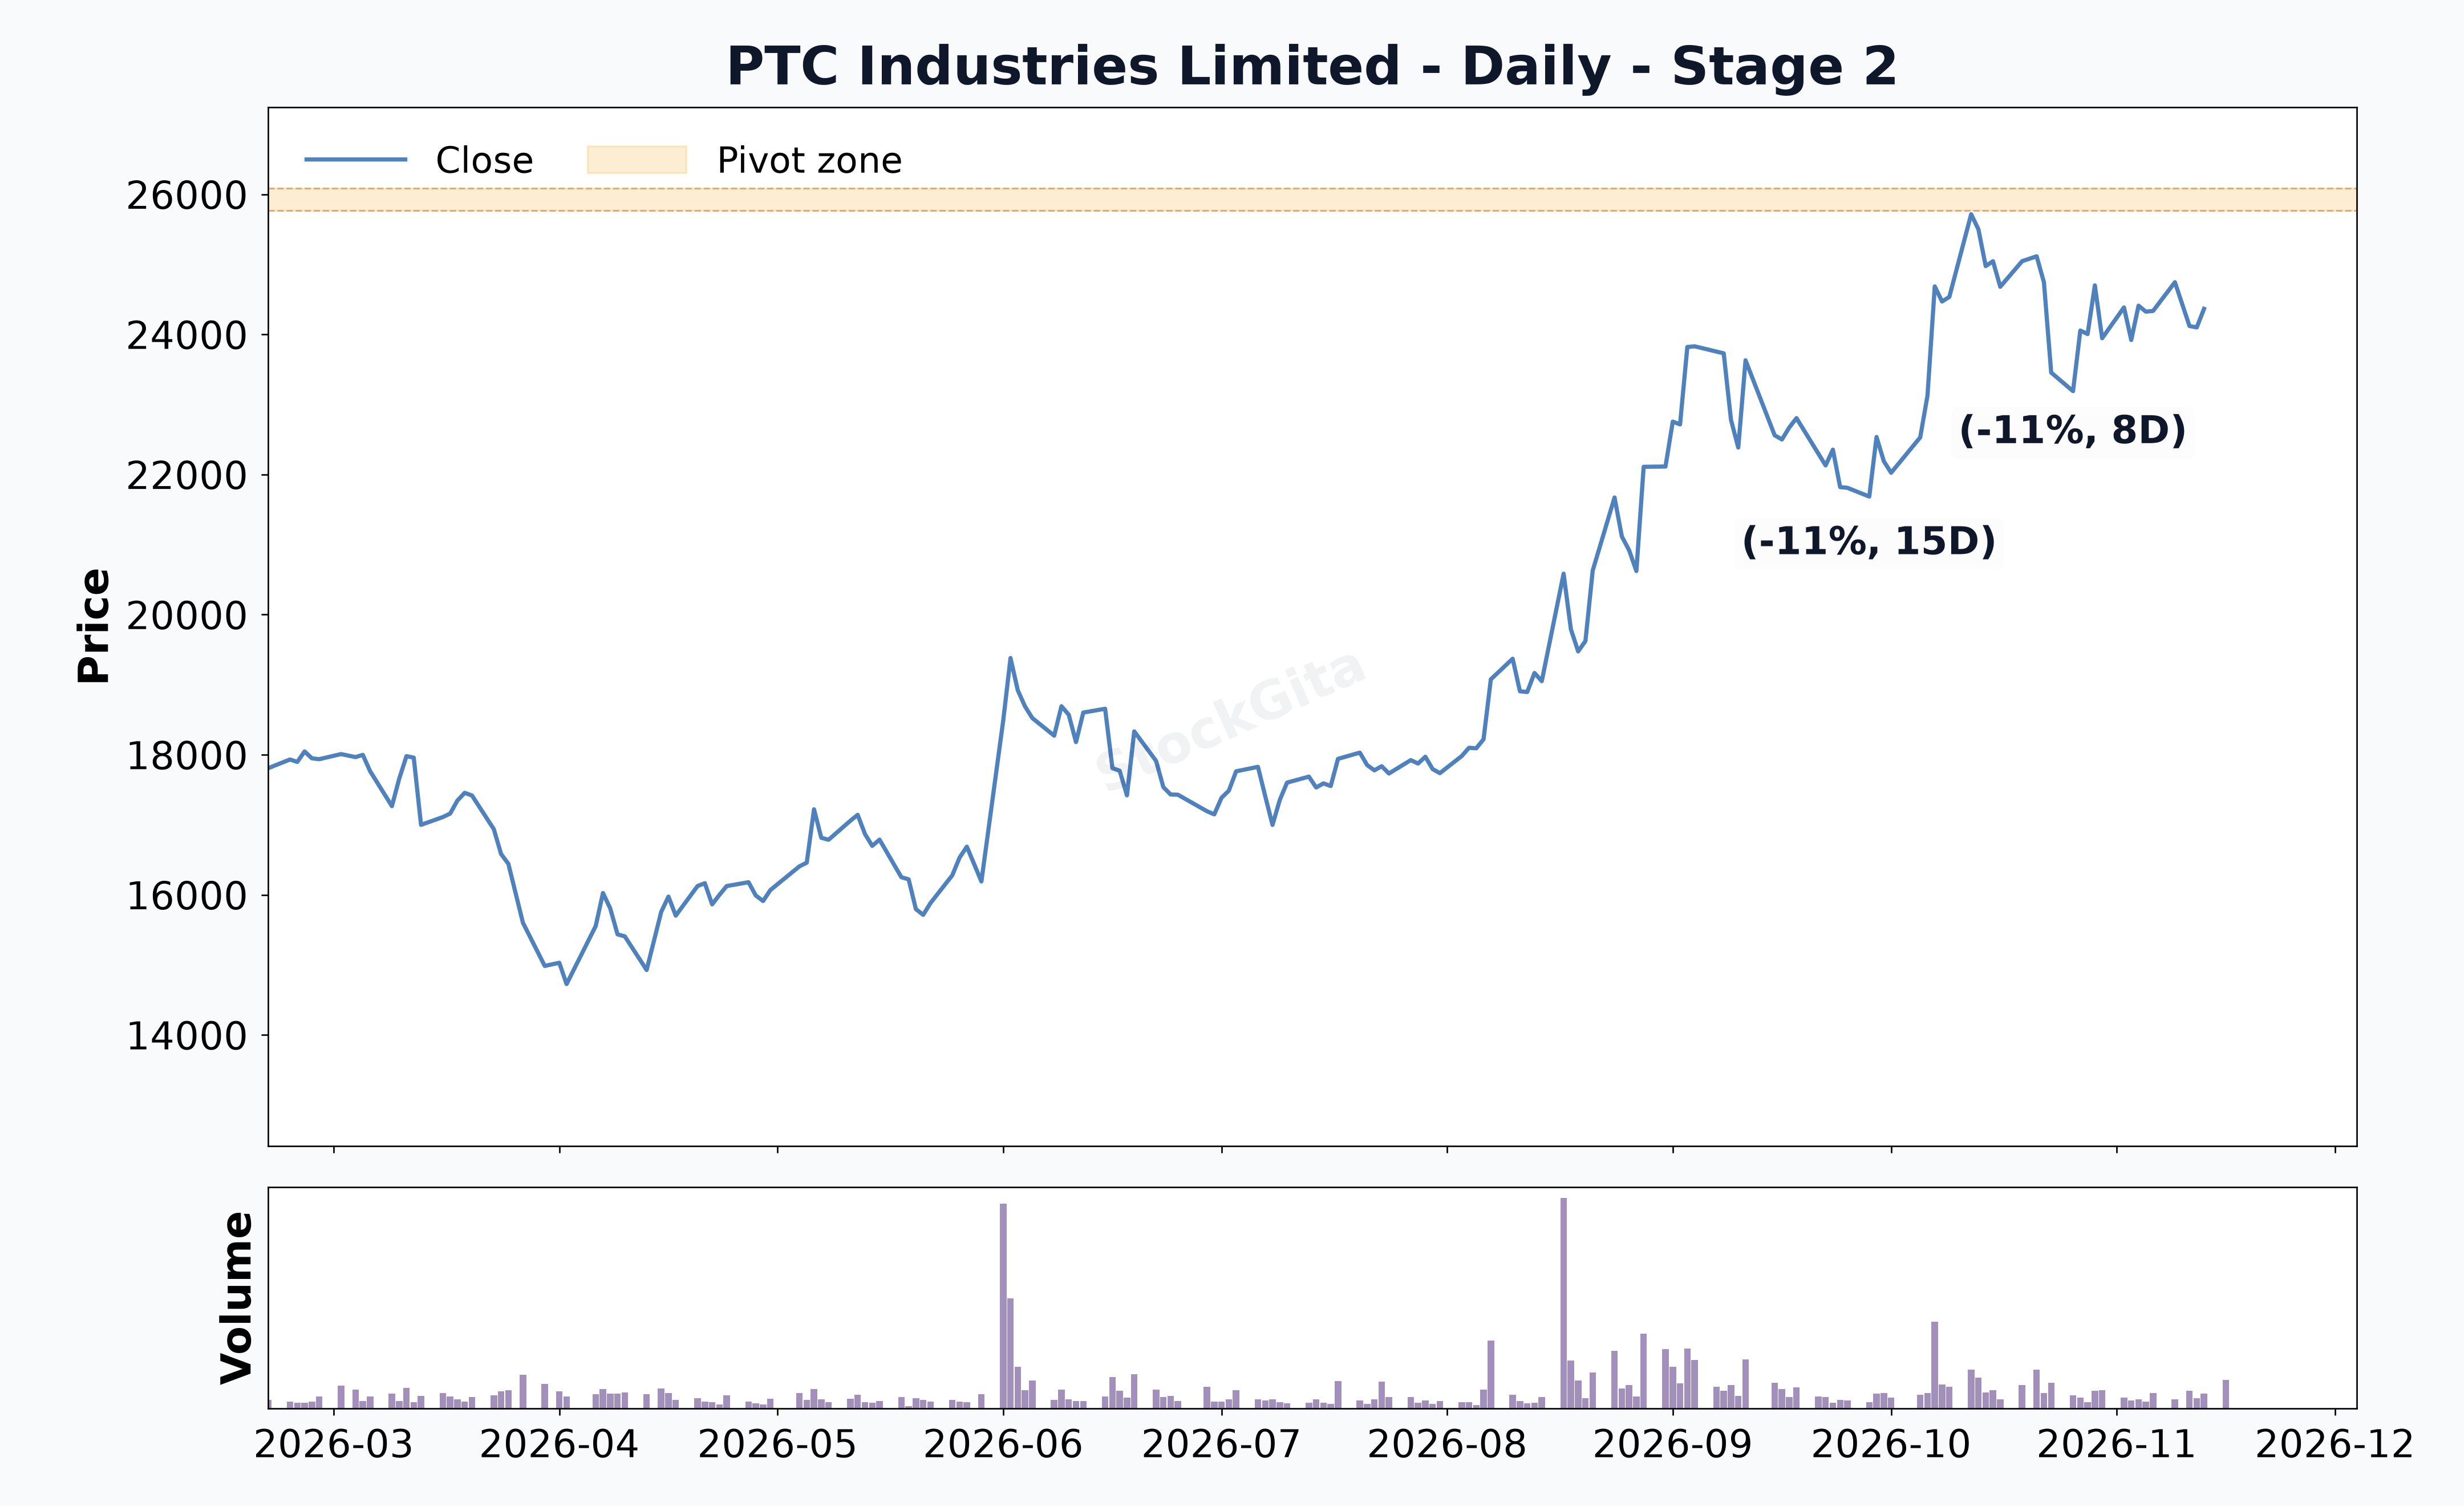 PTC Industries Limited - Daily - Stage 2
Close
Pivot zone
26000
24000
22000
20000
18000
16000
14000
Price
(-11%, 8D)
(-11%, 15D)
StockGita
Volume
2026-03
2026-04
2026-05
2026-06
2026-07
2026-08
2026-09
2026-10
2026-11
2026-12